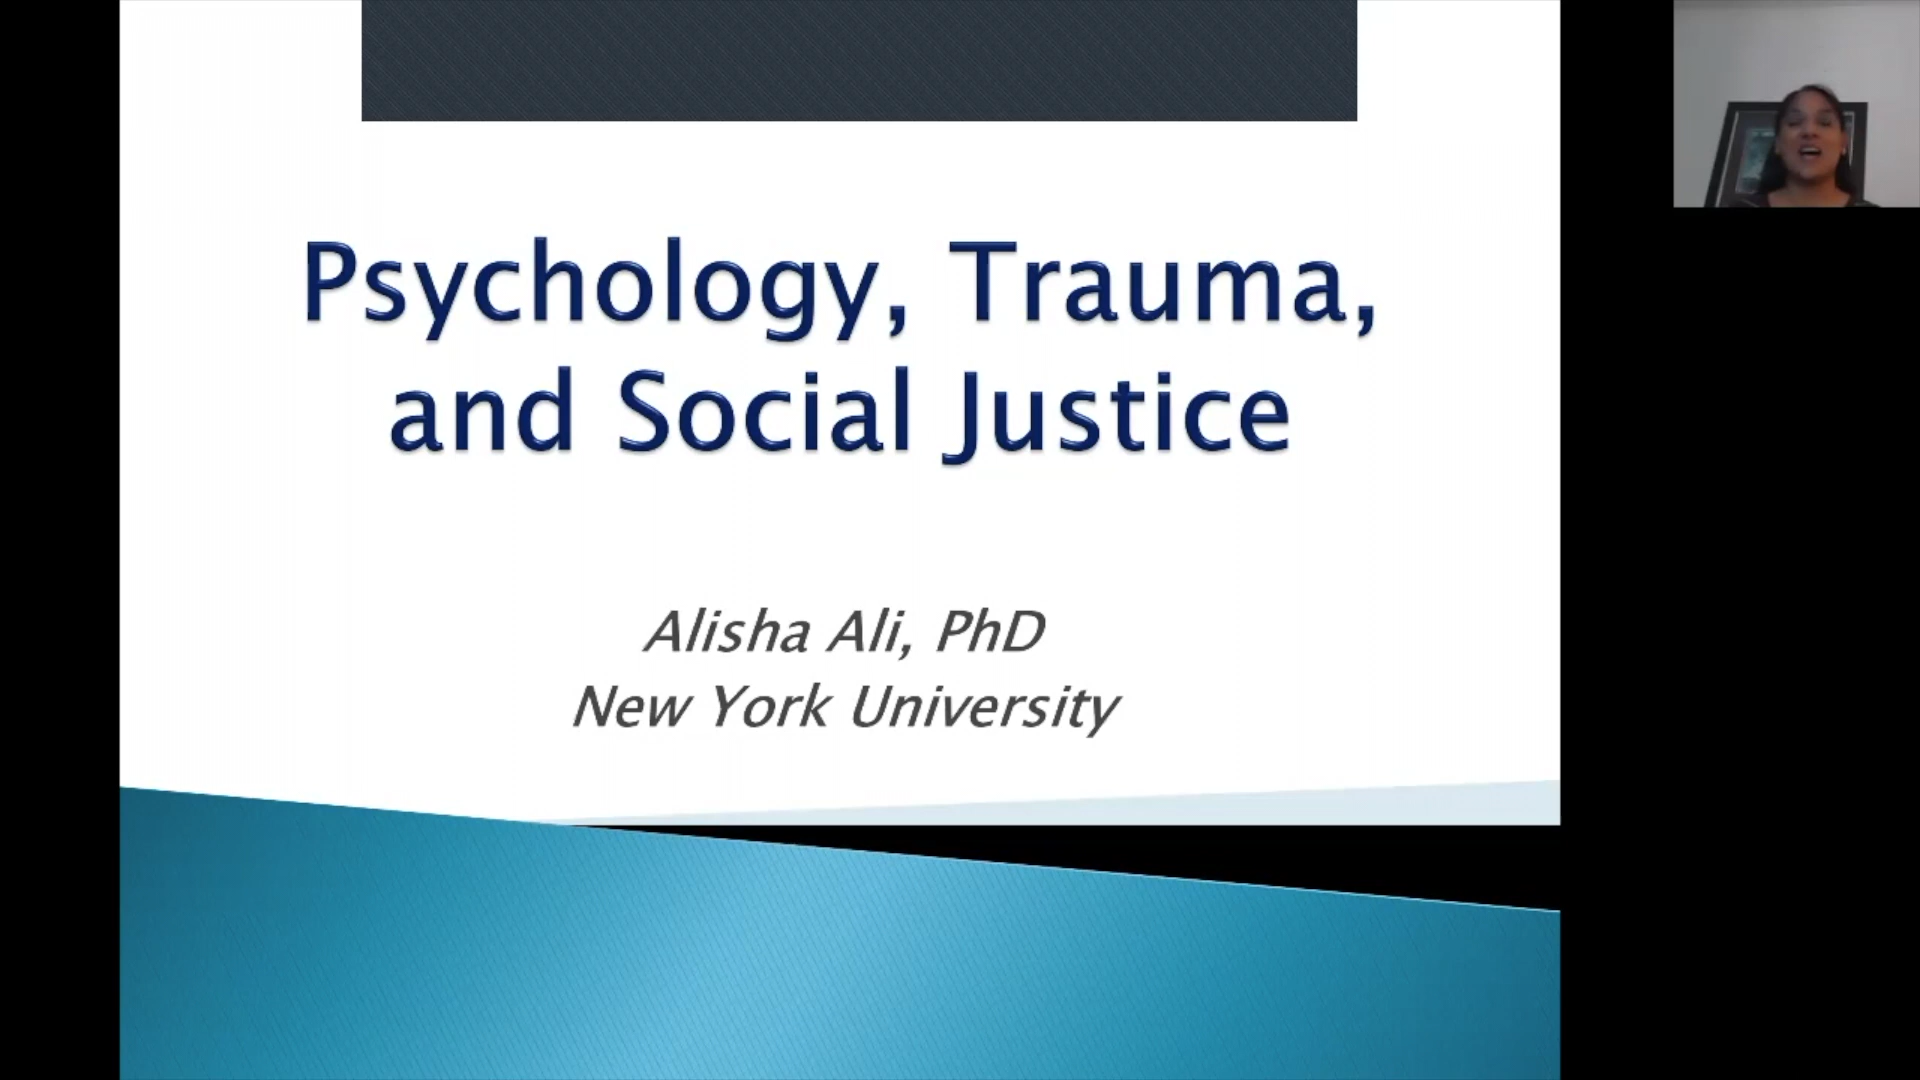 Psychology, Trauma,
and Social Justice
Alisha Ali, PhD
New York University